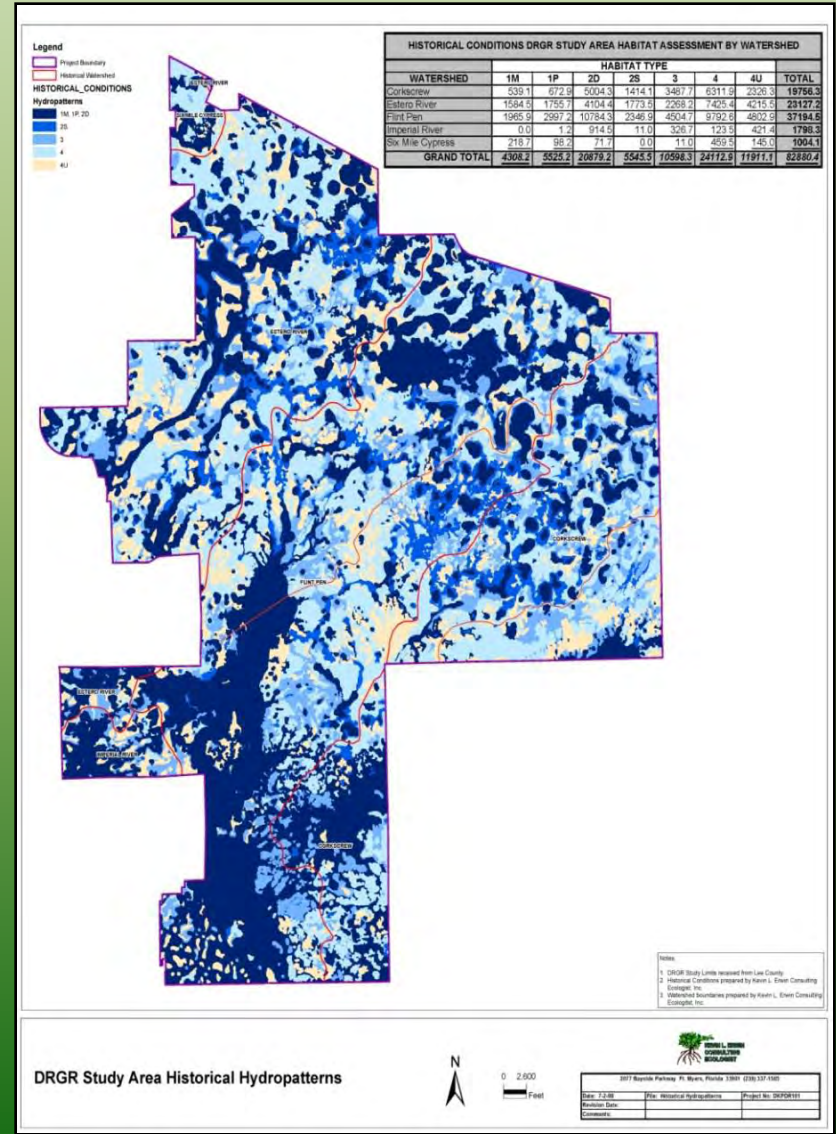 Legend
Project Boundary
Historical Watershed
HISTORICAL_CONDITIONS
Hydropatterns
1M, 1P, 2D
2S
3
4
4U
HISTORICAL CONDITIONS DRGR STUDY AREA HABITAT ASSESSMENT BY WATERSHED
HABITAT TYPE
WATERSHED 1M 1P 2D 2S 3 4 4U TOTAL
Corkscrew 539.1 672.9 5004.3 1414.1 3487.7 6311.9 2326.3 19756.3
Estero River 1584.5 1755.7 4104.4 1773.5 2268.2 7425.4 4215.5 23127.2
Flint Pen 1965.9 2997.2 10784.3 2346.9 4504.7 9792.6 4802.9 37194.5
Imperial River 0.0 1.2 914.5 11.0 326.7 123.5 421.4 1798.3
Six Mile Cypress 218.7 98.2 71.7 0.0 11.0 459.5 145.0 1004.1
GRAND TOTAL 4308.2 5525.2 20879.2 5545.5 10598.3 24112.9 11911.1 82880.4
ESTERO RIVER
SIX MILE CYPRESS
ESTERO RIVER
CORKSCREW
FLINT PEN
ESTERO RIVER
IMPERIAL RIVER
CORKSCREW
Notes:
1. DRGR Study Limits received from Lee County
2. Historical Conditions prepared by Kevin L. Erwin Consulting
Ecologist, Inc.
3. Watershed boundaries prepared by Kevin L. Erwin Consulting
Ecologist, Inc.
DRGR Study Area Historical Hydropatterns
N
0 2,600
Feet
KEVIN L. ERWIN
CONSULTING
ECOLOGIST
2077 Bayside Parkway Ft. Myers, Florida 33901 (239) 337-1505
Date: 7-2-08 File: Historical Hydropatterns
Revision Date:
Comments: